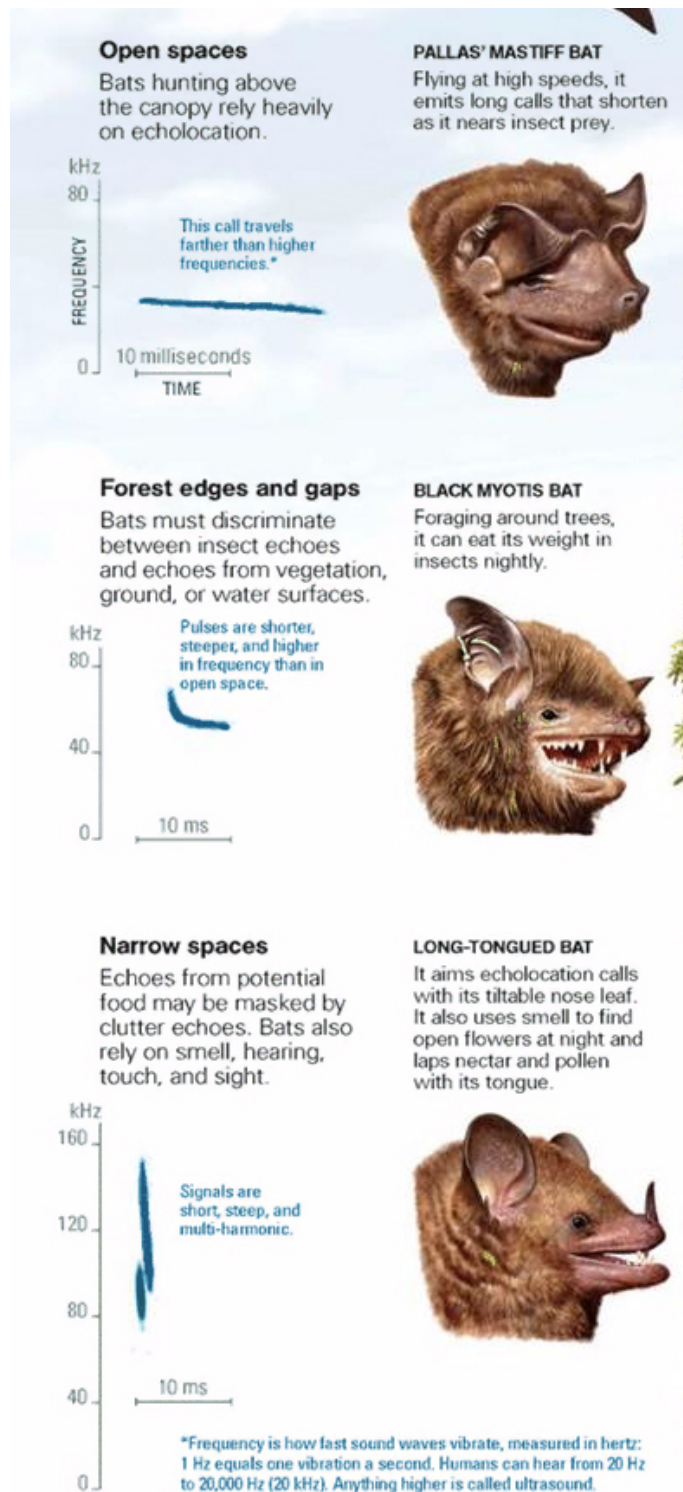 Open spaces
Bats hunting above
the canopy rely heavily
on echolocation.
PALLAS' MASTIFF BAT
Flying at high speeds, it
emits long calls that shorten
as it nears insect prey.
kHz
80
FREQUENCY
This call travels
farther than higher
frequencies.*
0
10 milliseconds
TIME
Forest edges and gaps
Bats must discriminate
between insect echoes
and echoes from vegetation,
ground, or water surfaces.
BLACK MYOTIS BAT
Foraging around trees,
it can eat its weight in
insects nightly.
kHz
80
Pulses are shorter,
steeper, and higher
in frequency than in
open space.
40
0
10 ms
Narrow spaces
Echoes from potential
food may be masked by
clutter echoes. Bats also
rely on smell, hearing,
touch, and sight.
LONG-TONGUED BAT
It aims echolocation calls
with its tiltable nose leaf.
It also uses smell to find
open flowers at night and
laps nectar and pollen
with its tongue.
kHz
160
Signals are
short, steep, and
multi-harmonic.
120
80
40
10 ms
0
*Frequency is how fast sound waves vibrate, measured in hertz:
1 Hz equals one vibration a second. Humans can hear from 20 Hz
to 20,000 Hz (20 kHz). Anything higher is called ultrasound.